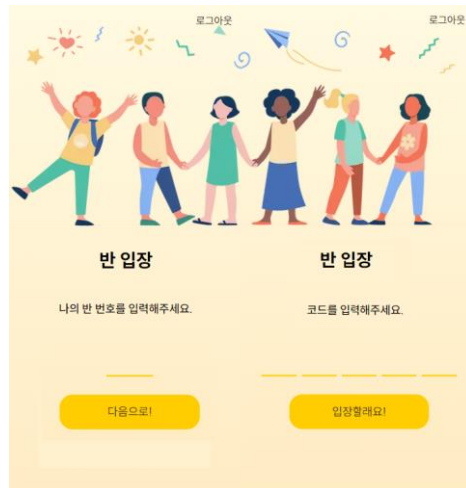 로그아웃
반 입장
나의 반 번호를 입력해주세요.
다음으로!
로그아웃
반 입장
코드를 입력해주세요.
입장할래요!